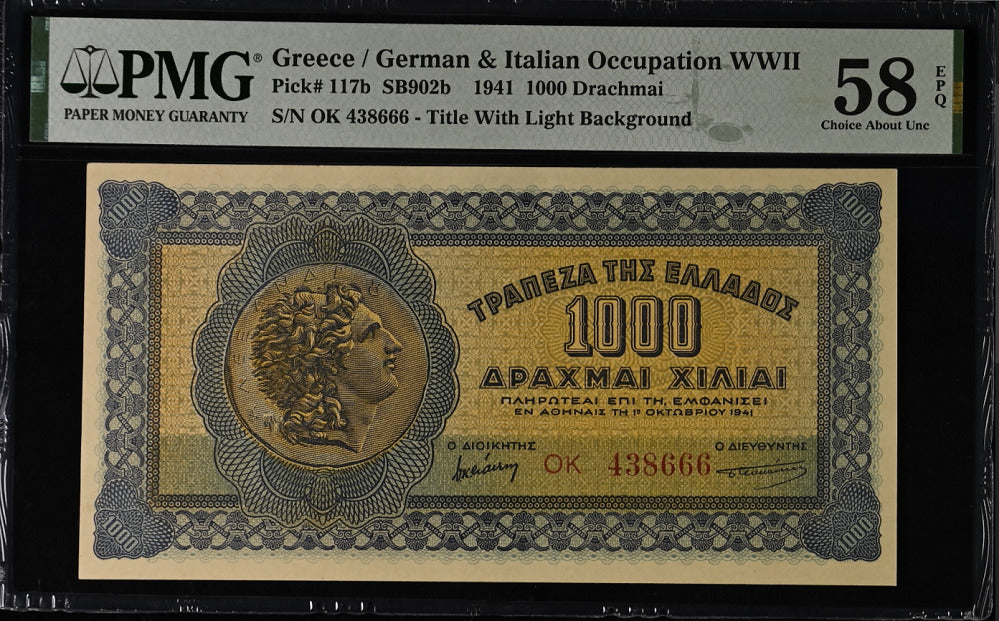 PMG®
PAPER MONEY GUARANTY
Greece / German & Italian Occupation WWII
Pick# 117b SB902b 1941 1000 Drachmai
S/N OK 438666 - Title With Light Background
58
EPQ
Choice About Unc
1000
1000
ΤΡΑΠΕΖΑ ΤΗΣ ΕΛΛΑΔΟΣ
1000
ΔΡΑΧΜΑΙ ΧΙΛΙΑΙ
ΠΛΗΡΩΤΕΑΙ ΕΠΙ ΤΗ, ΕΜΦΑΝΙΣΕΙ
ΕΝ ΑΘΗΝΑΙΣ ΤΗ 1ῃ ΟΚΤΩΒΡΙΟΥ 1941
Ο ΔΙΟΙΚΗΤΗΣ
Ο ΔΙΕΥΘΥΝΤΗΣ
OK 438666
1000
1000